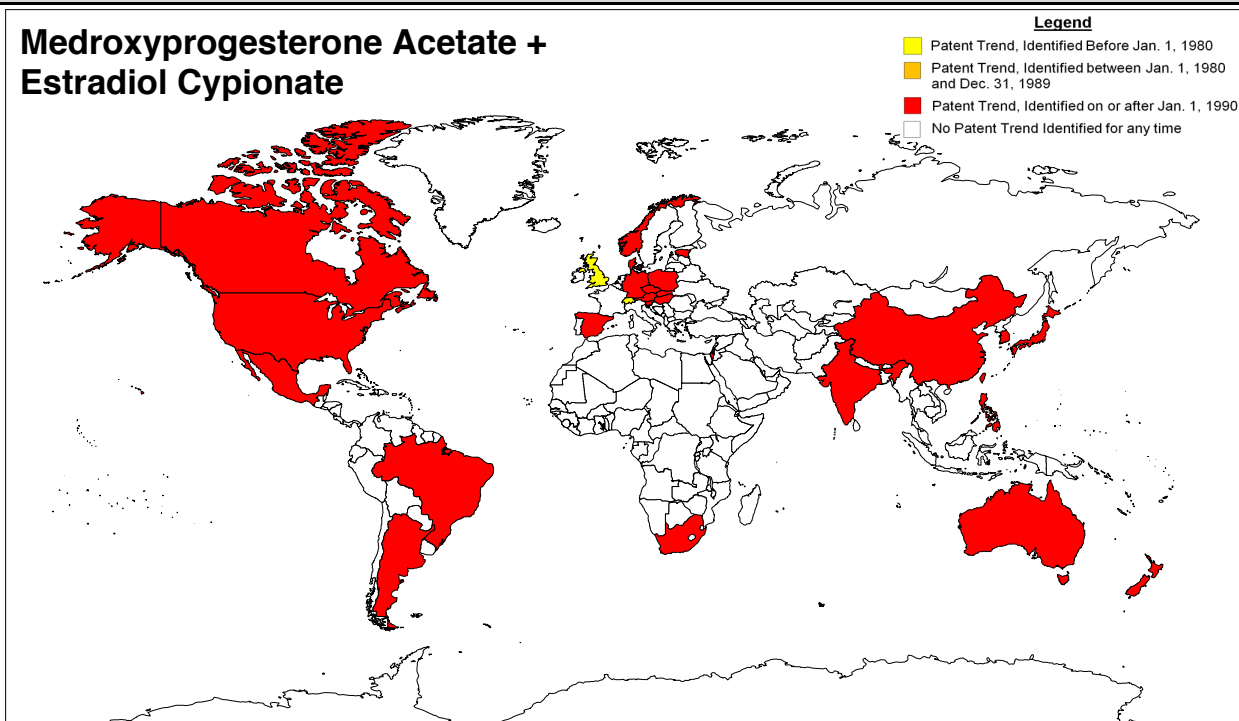 Medroxyprogesterone Acetate +
Estradiol Cypionate
Legend
Patent Trend, Identified Before Jan. 1, 1980
Patent Trend, Identified between Jan. 1, 1980
and Dec. 31, 1989
Patent Trend, Identified on or after Jan. 1, 1990
No Patent Trend Identified for any time